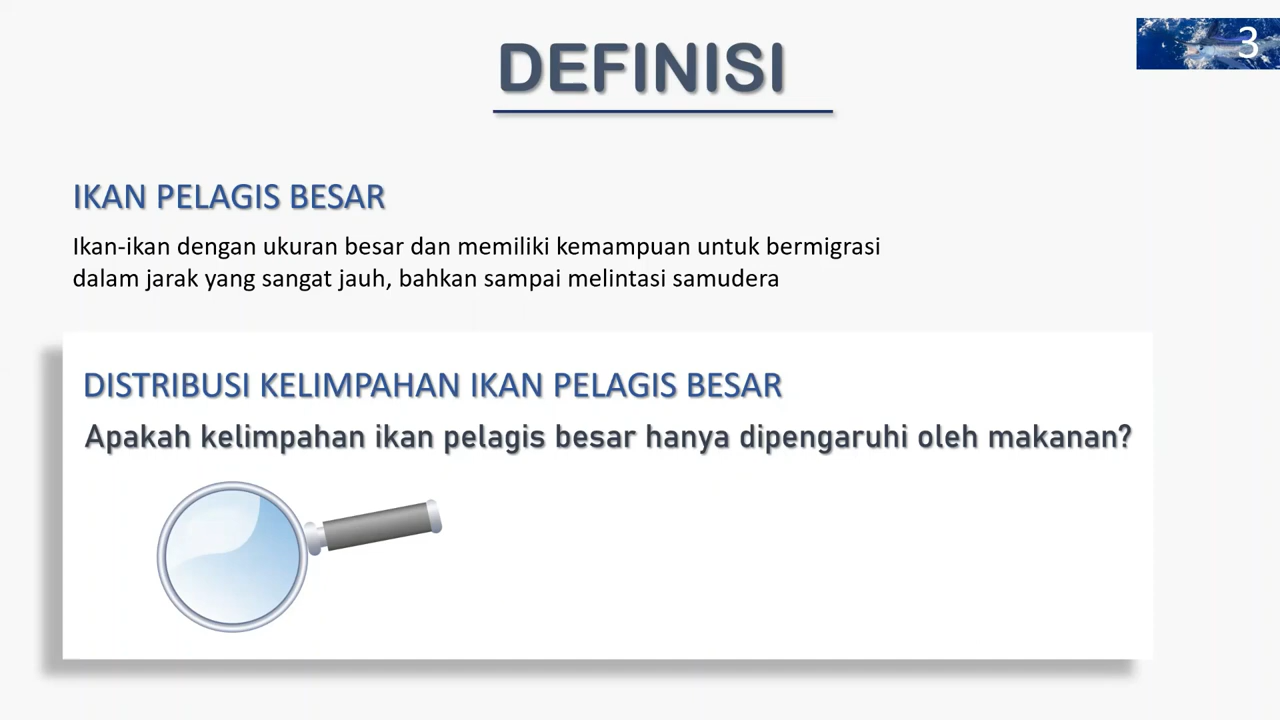 3
DEFINISI
IKAN PELAGIS BESAR
Ikan-ikan dengan ukuran besar dan memiliki kemampuan untuk bermigrasi
dalam jarak yang sangat jauh, bahkan sampai melintasi samudera
DISTRIBUSI KELIMPAHAN IKAN PELAGIS BESAR
Apakah kelimpahan ikan pelagis besar hanya dipengaruhi oleh makanan?